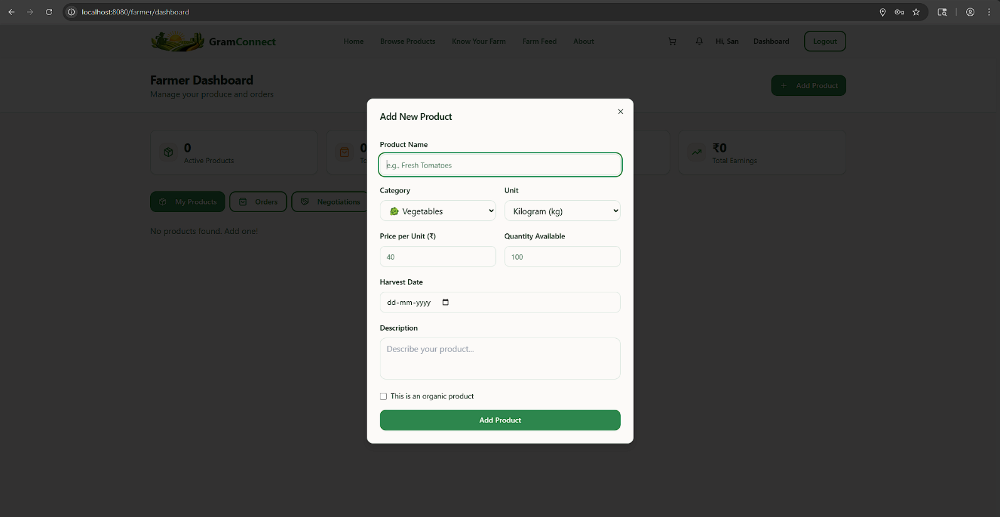 localhost:8080/farmer/dashboard
GramConnect
Home Browse Products Know Your Farm Farm Feed About Hi, San Dashboard Logout
Farmer Dashboard
Manage your produce and orders
+ Add Product
0
Active Products
0
₹0
Total Earnings
My Products Orders Negotiations
No products found. Add one!
Add New Product
Product Name
e.g., Fresh Tomatoes
Category Unit
Vegetables Kilogram (kg)
Price per Unit (₹) Quantity Available
40 100
Harvest Date
dd-mm-yyyy
Description
Describe your product...
This is an organic product
Add Product